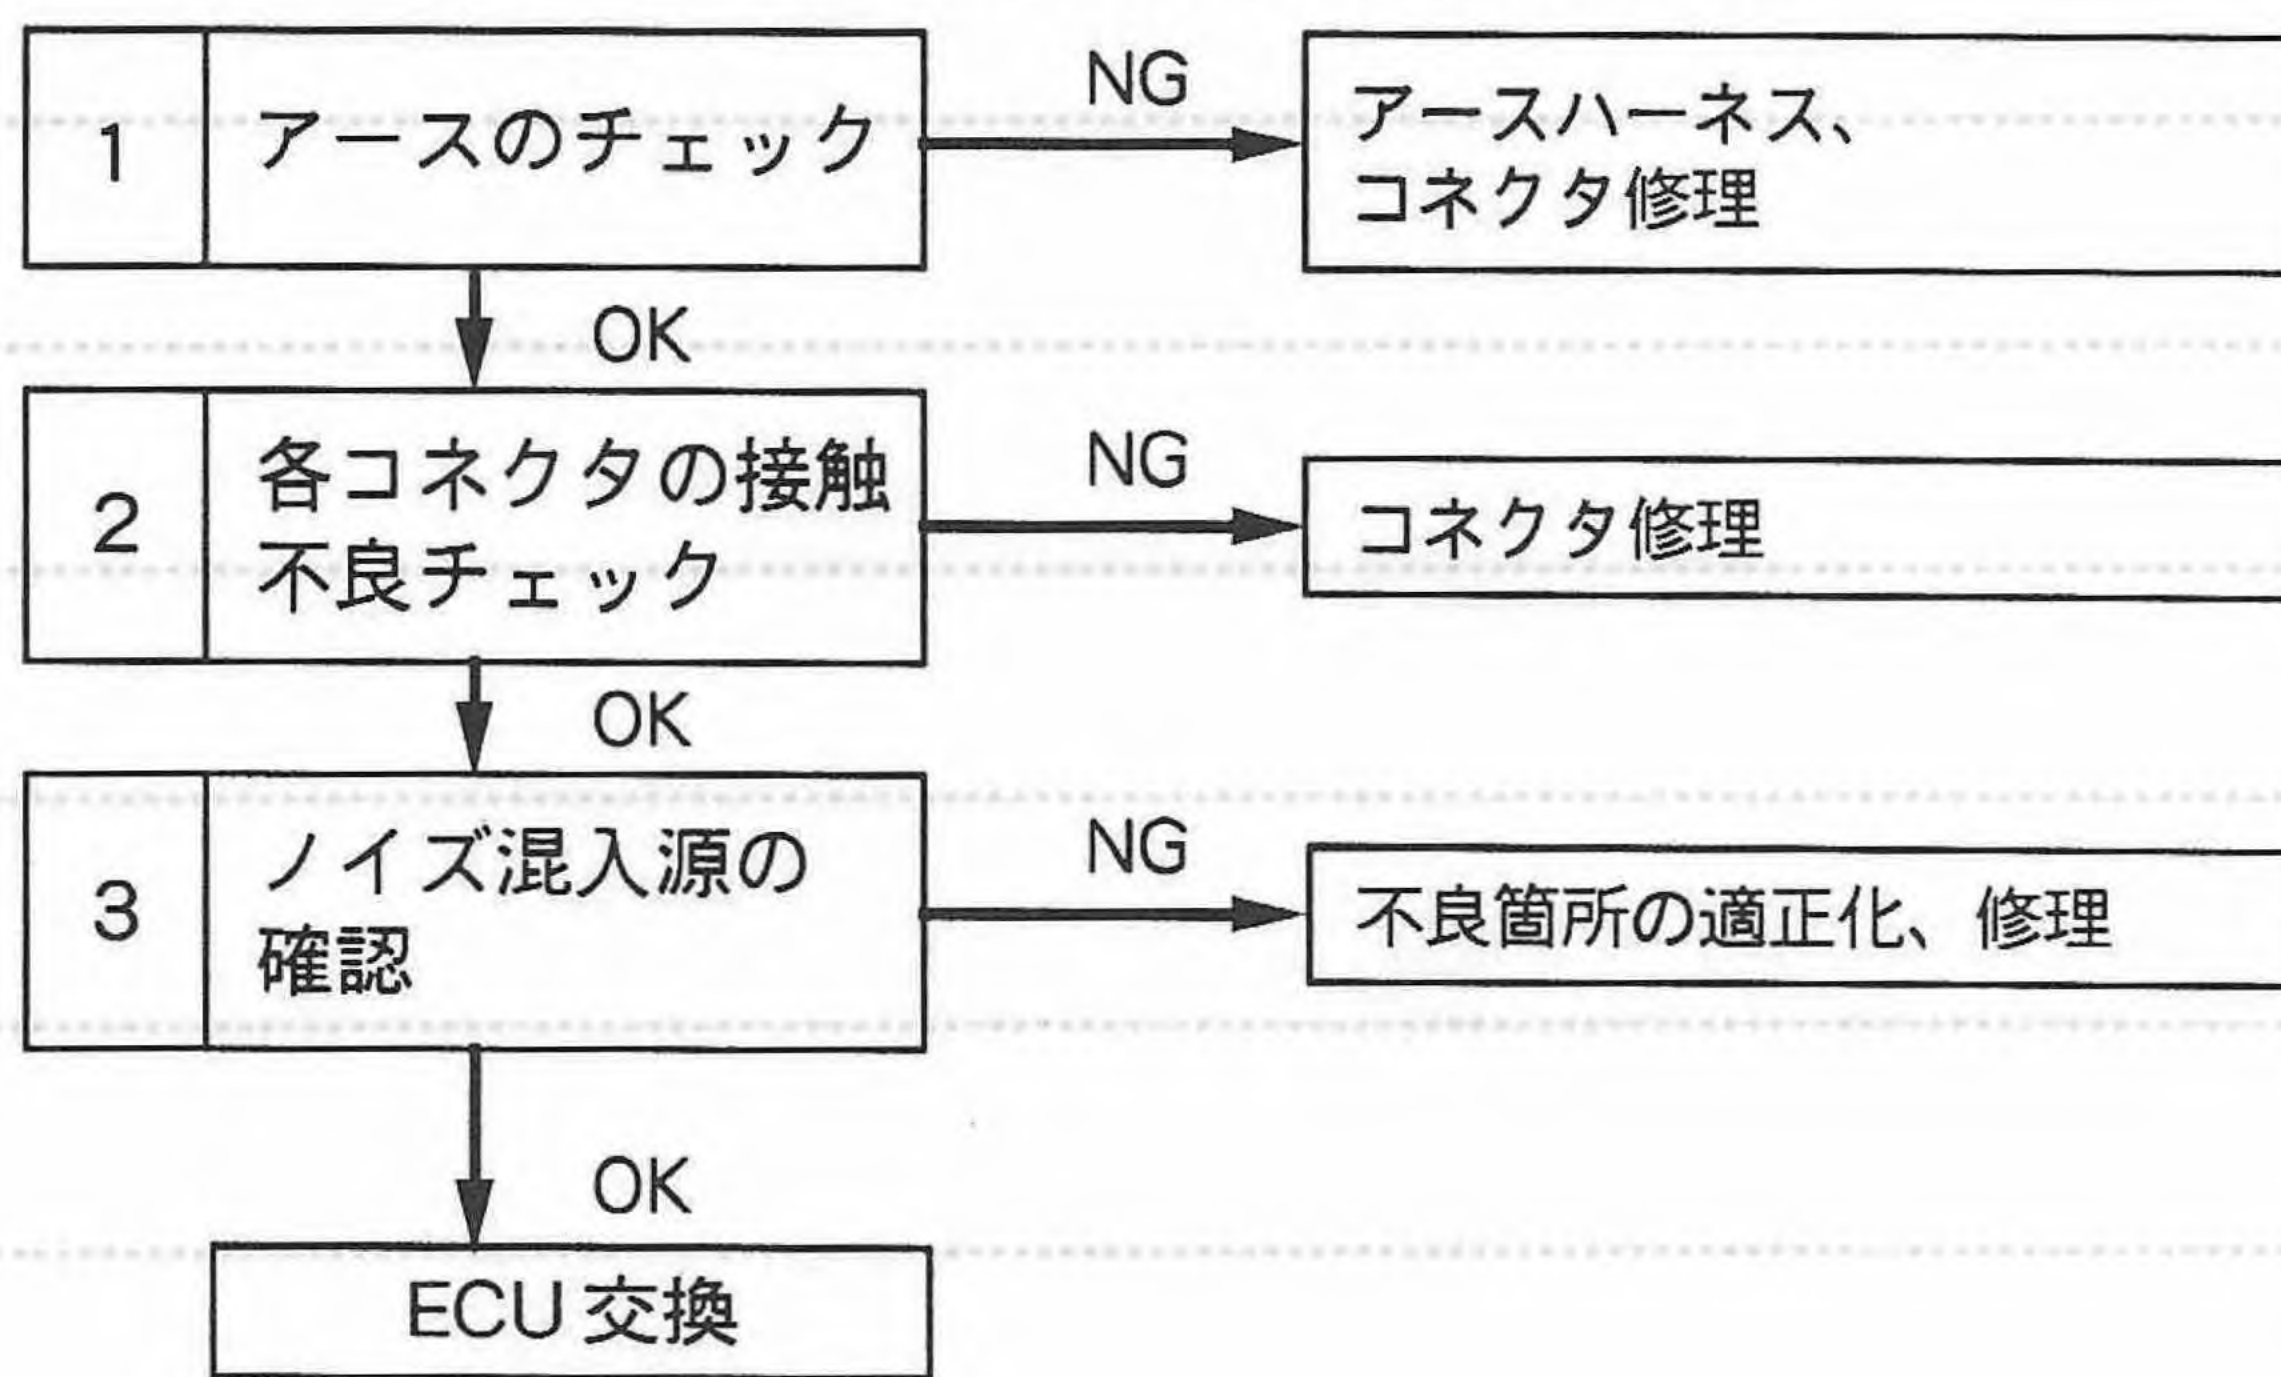 1
アースのチェック
NG
アースハーネス、
コネクタ修理
OK
2
各コネクタの接触
不良チェック
NG
コネクタ修理
OK
3
ノイズ混入源の
確認
NG
不良箇所の適正化、修理
OK
ECU交換